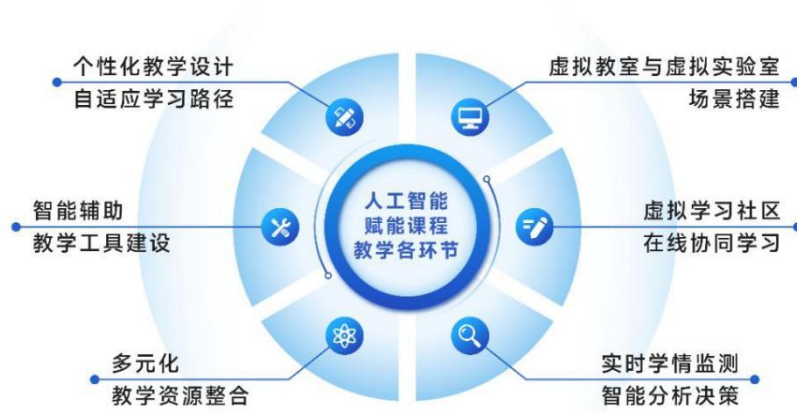 个性化教学设计
自适应学习路径
虚拟教室与虚拟实验室
场景搭建
人工智能
赋能课程
教学各环节
智能辅助
教学工具建设
虚拟学习社区
在线协同学习
多元化
教学资源整合
实时学情监测
智能分析决策